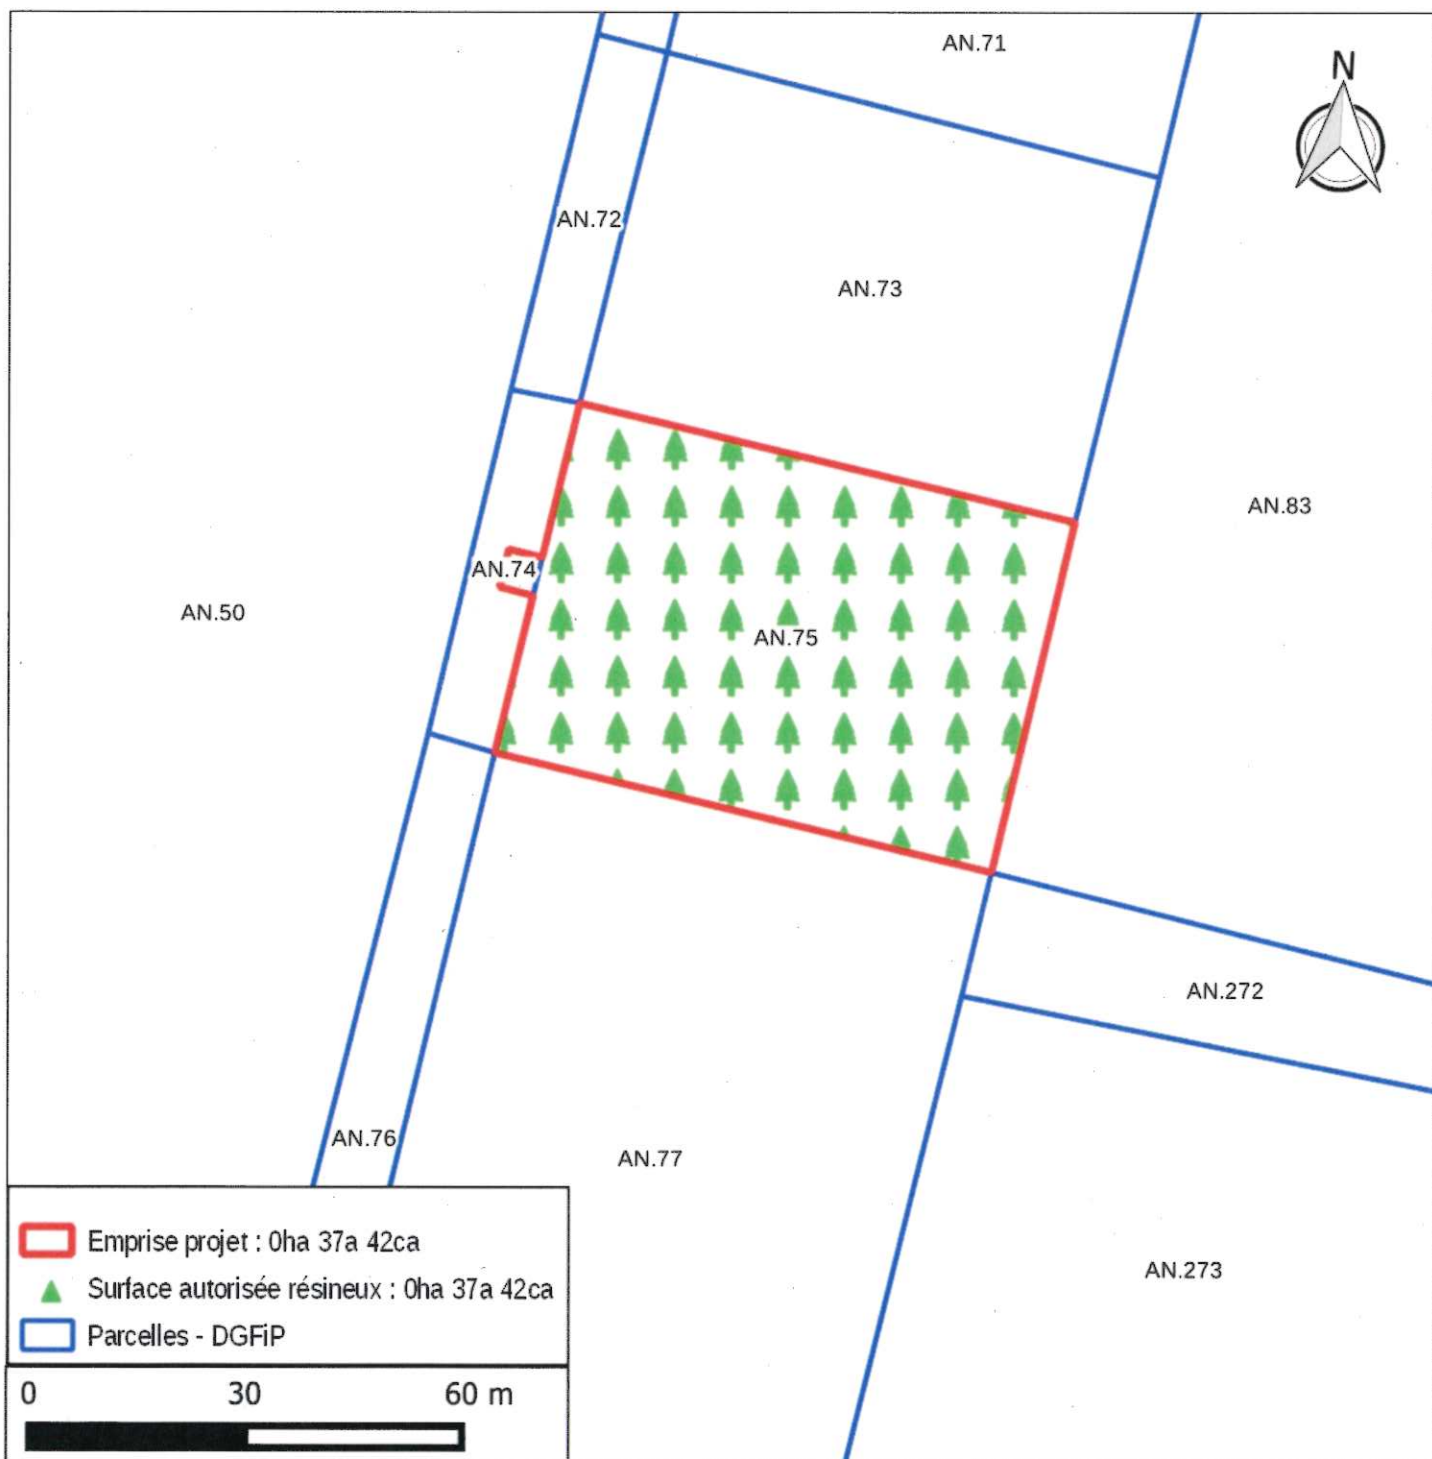 AN.71
N
AN.72
AN.73
AN.83
AN.74
AN.50
AN.75
AN.272
AN.76
AN.77
AN.273
Emprise projet : 0ha 37a 42ca
Surface autorisée résineux : 0ha 37a 42ca
Parcelles - DGFiP
0 30 60 m